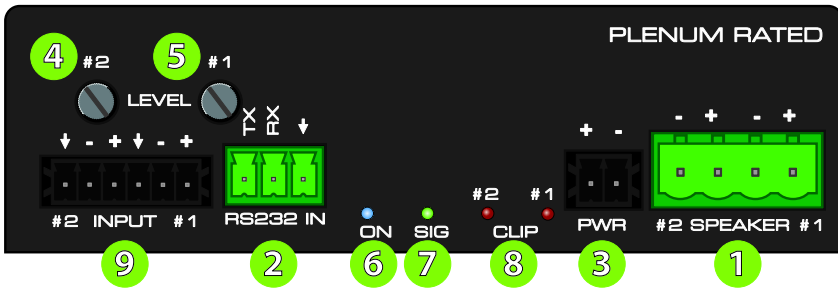 PLENUM RATED
4 #2 5 #1
LEVEL
TX RX ↓
↓ - + ↓ - +
+ -
- + - +
#2 INPUT #1
RS232 IN
ON
SIG
#2 #1
CLIP
PWR
#2 SPEAKER #1
9 2 6 7 8 3 1